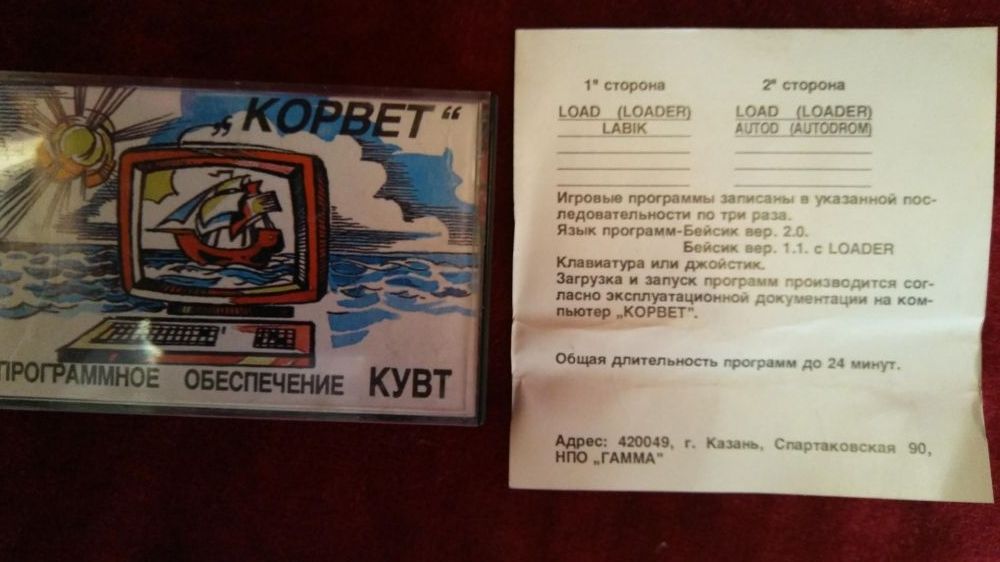 „КОРВЕТ“
ПРОГРАММНОЕ ОБЕСПЕЧЕНИЕ КУВТ
1ª сторона
LOAD (LOADER)
LABIK
2ª сторона
LOAD (LOADER)
AUTOD (AUTODROM)
Игровые программы записаны в указанной пос-
ледовательности по три раза.
Язык программ-Бейсик вер. 2.0.
Бейсик вер. 1.1. с LOADER
Клавиатура или джойстик.
Загрузка и запуск программ производится сог-
ласно эксплуатационной документации на ком-
пьютер „КОРВЕТ".
Общая длительность программ до 24 минут.
Адрес: 420049, г. Казань, Спартаковская 90,
НПО „ГАММА"